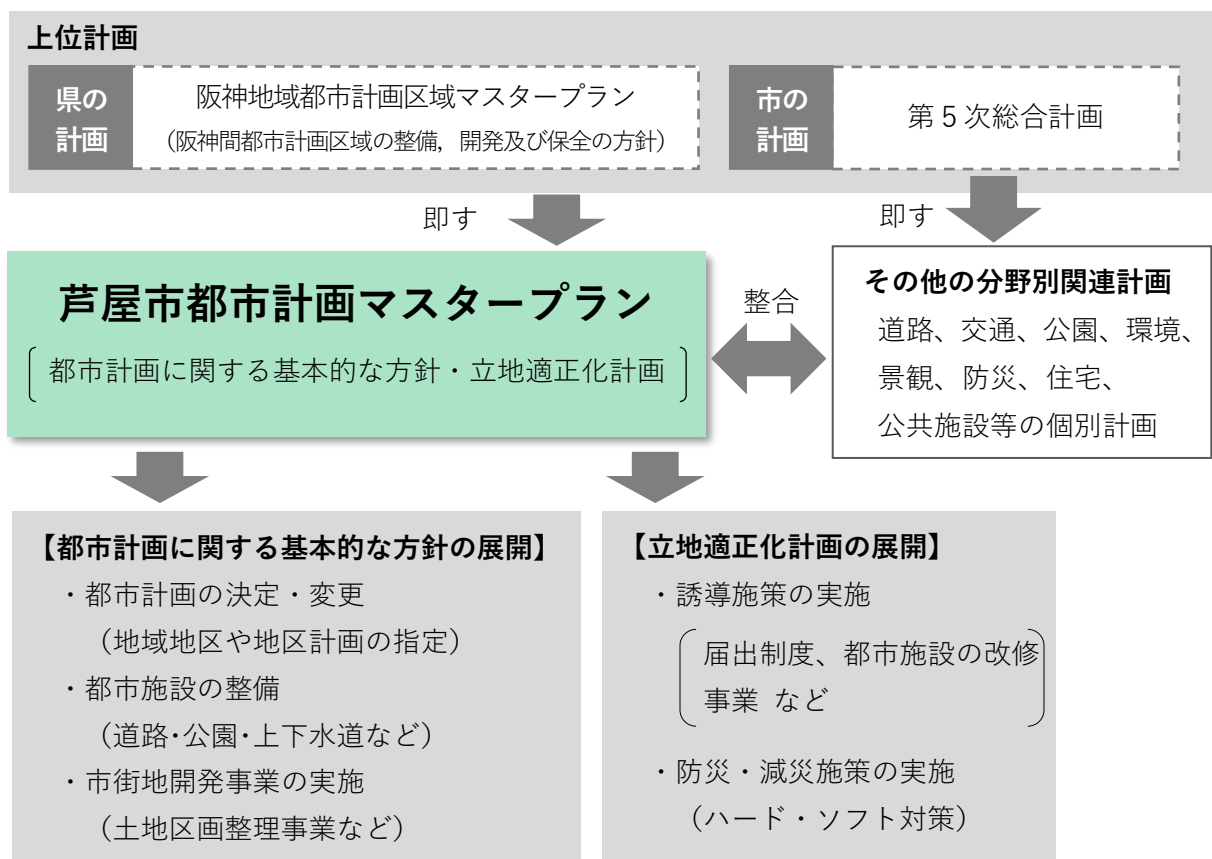 上位計画
県の
計画
阪神地域都市計画区域マスタープラン
（阪神間都市計画区域の整備，開発及び保全の方針）
市の
計画
第5次総合計画
即す
即す
芦屋市都市計画マスタープラン
都市計画に関する基本的な方針・立地適正化計画
整合
その他の分野別関連計画
道路、交通、公園、環境、
景観、防災、住宅、
公共施設等の個別計画
【都市計画に関する基本的な方針の展開】
・都市計画の決定・変更
（地域地区や地区計画の指定）
・都市施設の整備
（道路・公園・上下水道など）
・市街地開発事業の実施
（土地区画整理事業など）
【立地適正化計画の展開】
・誘導施策の実施
届出制度、都市施設の改修
事業 など
・防災・減災施策の実施
（ハード・ソフト対策）